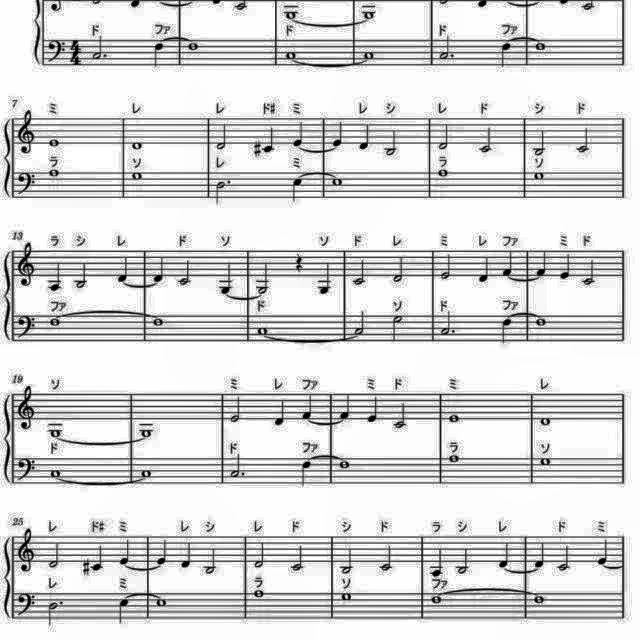 ド ファ ド ド ファ
4
4
7 ミ レ レ ド# ミ レ シ レ ド シ ド
ラ ソ レ ミ ラ ソ
13 ラ シ レ ド ソ ソ ド レ ミ レ ファ ミ ド
ファ ド ソ ド ファ
19 ソ ミ レ ファ ミ ド ミ レ
ド ド ファ ラ ソ
25 レ ド# ミ レ シ レ ド シ ド ラ シ レ ド ミ
レ ミ ラ ソ ファ